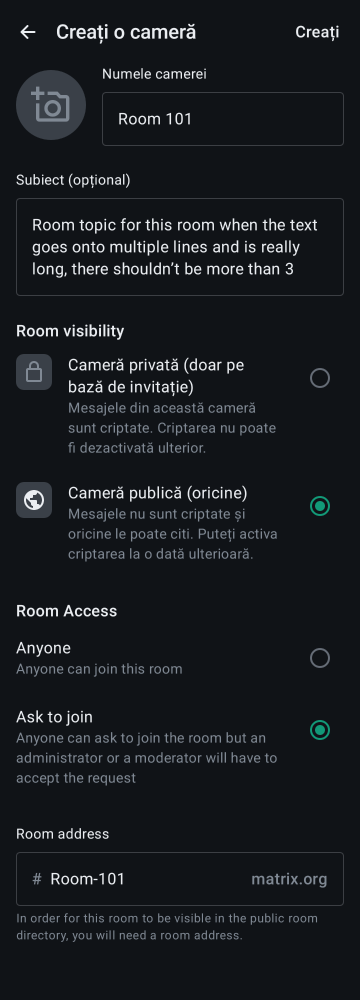 Creați o cameră
Creați
Numele camerei
Room 101
Subiect (opțional)
Room topic for this room when the text
goes onto multiple lines and is really
long, there shouldn’t be more than 3
Room visibility
Cameră privată (doar pe
bază de invitație)
Mesajele din această cameră
sunt criptate. Criptarea nu poate
fi dezactivată ulterior.
Cameră publică (oricine)
Mesajele nu sunt criptate și
oricine le poate citi. Puteți activa
criptarea la o dată ulterioară.
Room Access
Anyone
Anyone can join this room
Ask to join
Anyone can ask to join the room but an
administrator or a moderator will have to
accept the request
Room address
# Room-101 matrix.org
In order for this room to be visible in the public room
directory, you will need a room address.